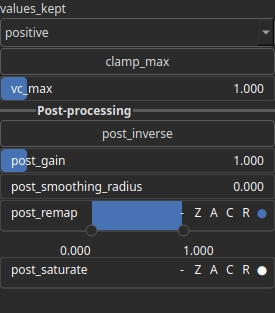 values_kept
positive
clamp_max
vc_max 1.000
Post-processing
post_inverse
post_gain 1.000
post_smoothing_radius 0.000
post_remap - Z A C R
0.000 1.000
post_saturate - Z A C R